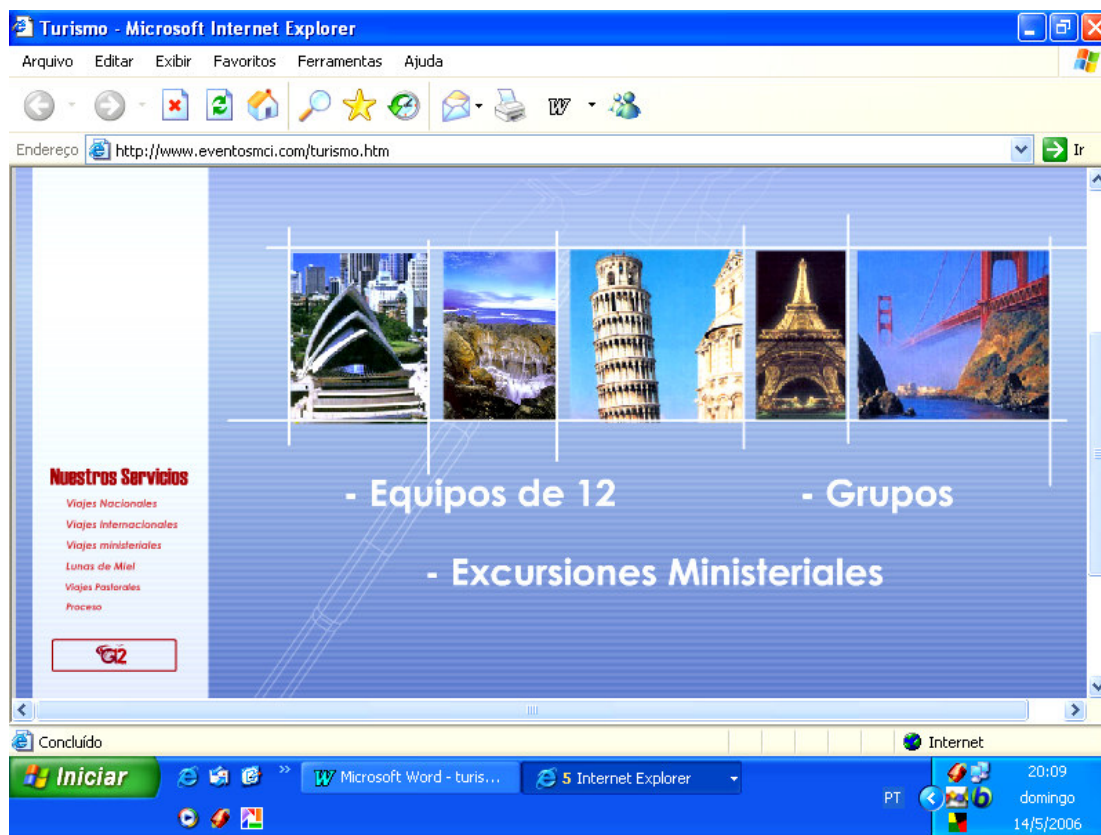 Turismo - Microsoft Internet Explorer
Arquivo Editar Exibir Favoritos Ferramentas Ajuda
Endereço http://www.eventosmci.com/turismo.htm Ir
- Equipos de 12 - Grupos
- Excursiones Ministeriales
Nuestros Servicios
Viajes Nacionales
Viajes Internacionales
Viajes ministeriales
Lunas de Miel
Viajes Pastorales
Proceso
G12
Concluído Internet
Iniciar » Microsoft Word - turis... 5 Internet Explorer PT 20:09
domingo
14/5/2006